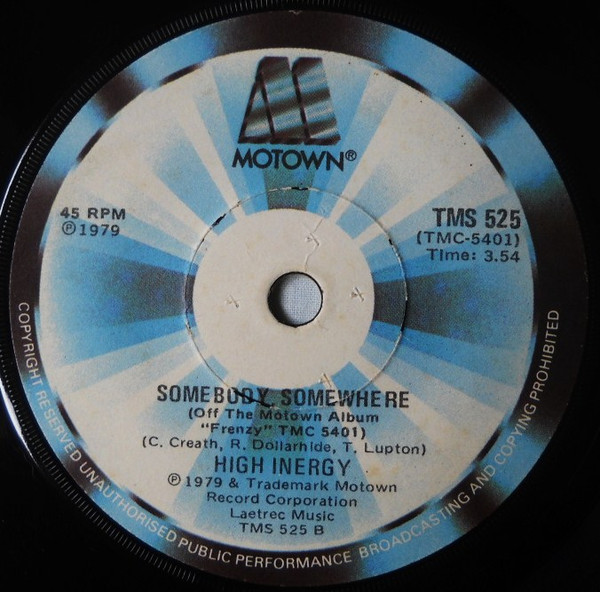 MOTOWN®
45 RPM
℗ 1979
TMS 525
(TMC-5401)
Time: 3.54
SOMEBODY, SOMEWHERE
(Off The Motown Album
"Frenzy" TMC 5401)
(C. Creath, R. Dollarhide, T. Lupton)
HIGH INERGY
℗ 1979 & Trademark Motown
Record Corporation
Laetrec Music
TMS 525 B
COPYRIGHT RESERVED UNAUTHORISED PUBLIC PERFORMANCE BROADCASTING AND COPYING PROHIBITED